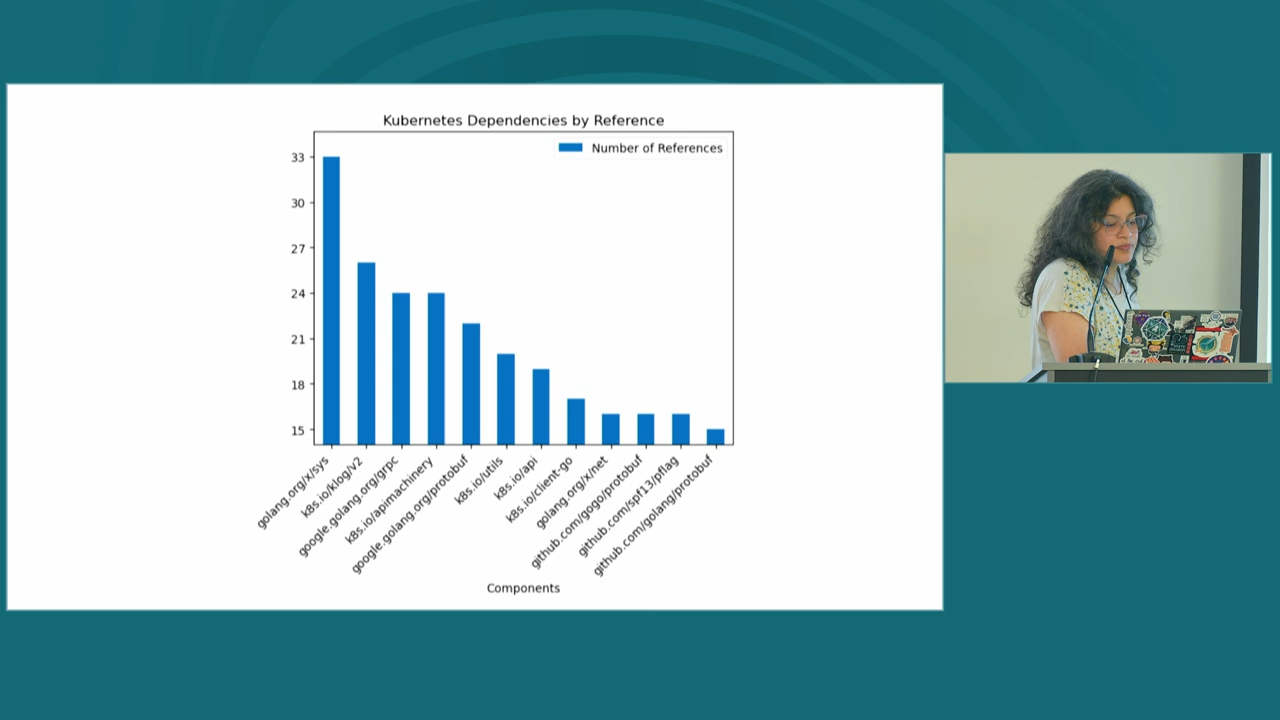 Kubernetes Dependencies by Reference
Number of References
33
30
27
24
21
18
15
golang.org/x/sys
k8s.io/klog/v2
google.golang.org/grpc
k8s.io/apimachinery
google.golang.org/protobuf
k8s.io/utils
k8s.io/api
k8s.io/client-go
golang.org/x/net
github.com/gogo/protobuf
github.com/spf13/pflag
github.com/golang/protobuf
Components